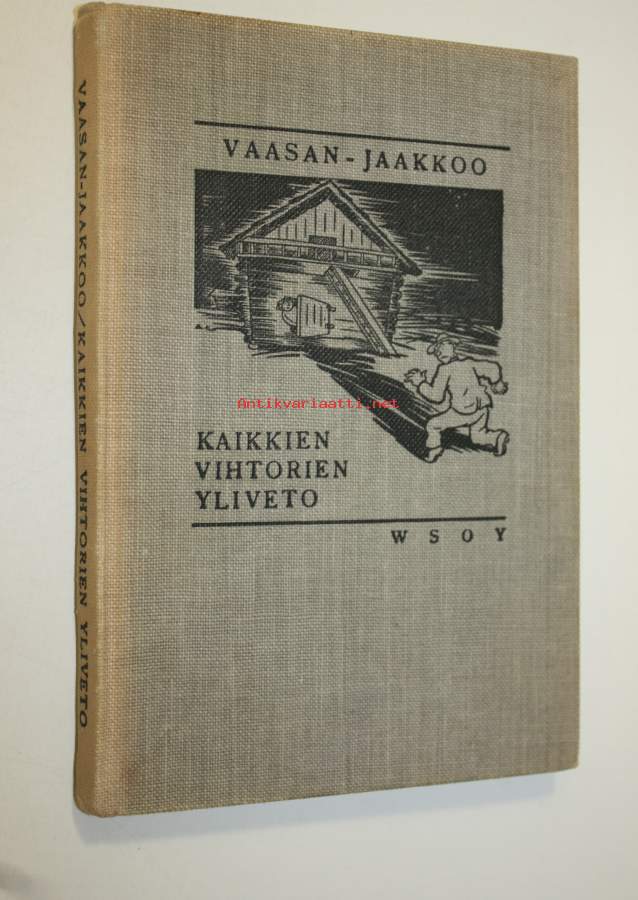 VAASAN-JAAKKOO/KAIKKIEN VIHTORIEN YLIVETO
VAASAN-JAAKKOO
Antikvariaatti.net
KAIKKIEN
VIHTORIEN
YLIVETO
WSOY